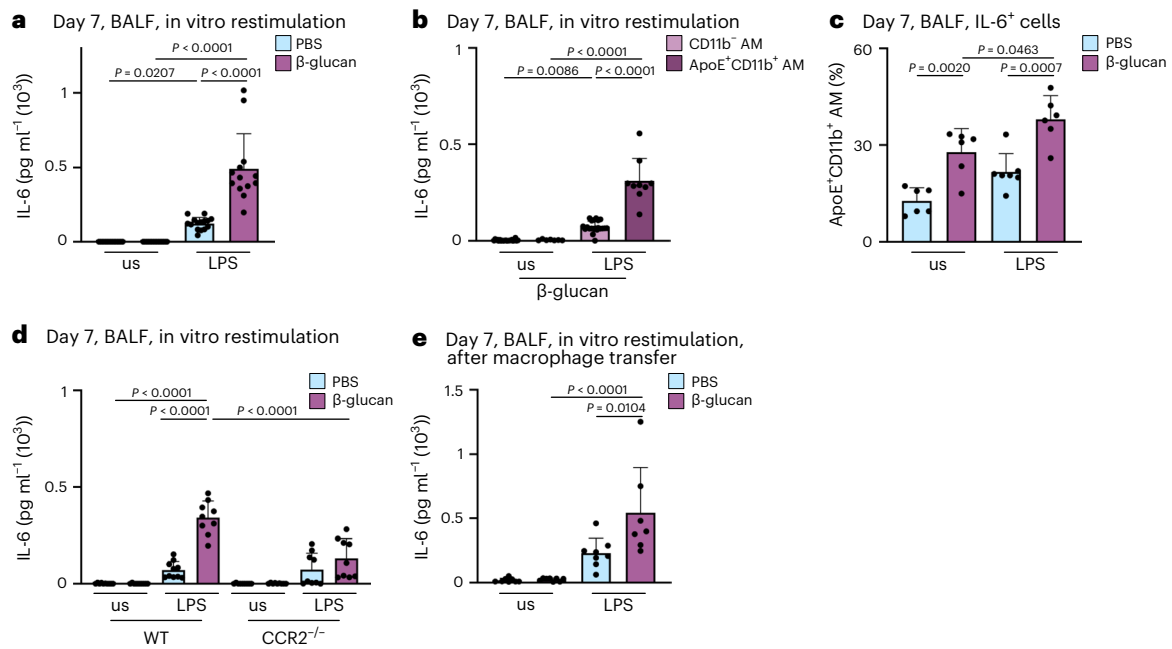 a Day 7, BALF, in vitro restimulation
P < 0.0001
P = 0.0207
P < 0.0001
PBS
β-glucan
IL-6 (pg ml⁻¹ (10³))
1
0.5
0
us
LPS
b Day 7, BALF, in vitro restimulation
P < 0.0001
P = 0.0086
P < 0.0001
CD11b⁻ AM
ApoE⁺CD11b⁺ AM
IL-6 (pg ml⁻¹ (10³))
1
0.5
0
us
LPS
β-glucan
c Day 7, BALF, IL-6⁺ cells
P = 0.0463
P = 0.0020
P = 0.0007
PBS
β-glucan
ApoE⁺CD11b⁺ AM (%)
60
30
0
us
LPS
d Day 7, BALF, in vitro restimulation
P < 0.0001
P < 0.0001
P < 0.0001
PBS
β-glucan
IL-6 (pg ml⁻¹ (10³))
1
0.5
0
us
LPS
us
LPS
WT
CCR2⁻/⁻
e Day 7, BALF, in vitro restimulation,
after macrophage transfer
P < 0.0001
P = 0.0104
PBS
β-glucan
IL-6 (pg ml⁻¹ (10³))
1.5
1
0.5
0
us
LPS